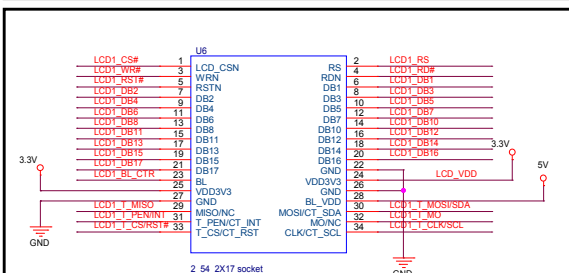 U6
LCD1_CS# 1 LCD_CSN RS 2 LCD1_RS
LCD1_WR# 3 WRN RDN 4 LCD1_RD#
LCD1_RST# 5 RSTN DB1 6 LCD1_DB1
LCD1_DB2 7 DB2 DB3 8 LCD1_DB3
LCD1_DB4 9 DB4 DB5 10 LCD1_DB5
LCD1_DB6 11 DB6 DB7 12 LCD1_DB7
LCD1_DB8 13 DB8 DB10 14 LCD1_DB10
LCD1_DB11 15 DB11 DB12 16 LCD1_DB12
LCD1_DB13 17 DB13 DB14 18 LCD1_DB14
LCD1_DB15 19 DB15 DB16 20 LCD1_DB16
LCD1_DB17 21 DB17 GND 22
LCD1_BL_CTR 23 BL VDD3V3 24 LCD_VDD
3.3V 25 VDD3V3 GND 26 3.3V
27 GND BL_VDD 28 5V
LCD1_T_MISO 29 MISO/NC MOSI/CT_SDA 30 LCD1_T_MOSI/SDA
LCD1_T_PEN/INT 31 T_PEN/CT_INT MO/NC 32 LCD1_T_MO
LCD1_T_CS/RST# 33 T_CS/CT_RST CLK/CT_SCL 34 LCD1_T_CLK/SCL
GND
GND
2_54_2X17 socket